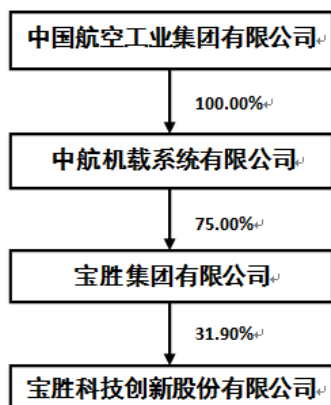 中国航空工业集团有限公司
100.00%
中航机载系统有限公司
75.00%
宝胜集团有限公司
31.90%
宝胜科技创新股份有限公司